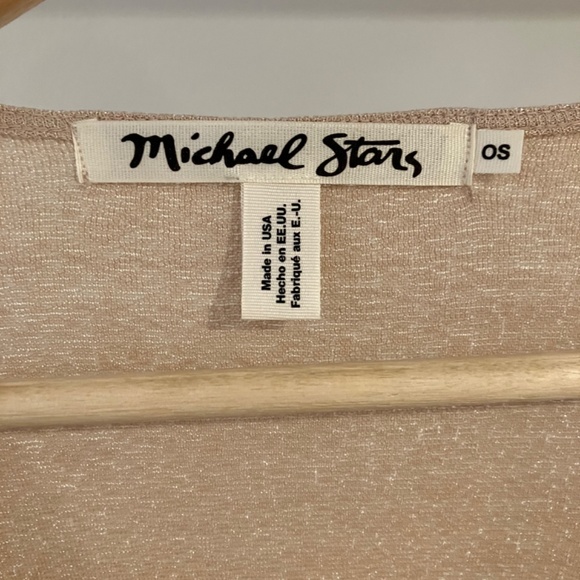 Michael Stars
OS
Made in USA
Hecho en EE.UU.
Fabriqué aux E.-U.